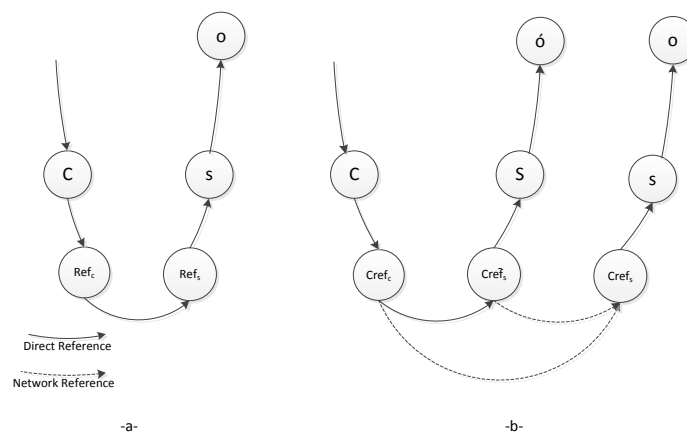 o
ó
o
C
s
C
S
s
Ref_c
Ref_s
Cref_c
Cref_s
Cref_s
Direct Reference
Network Reference
-a-
-b-